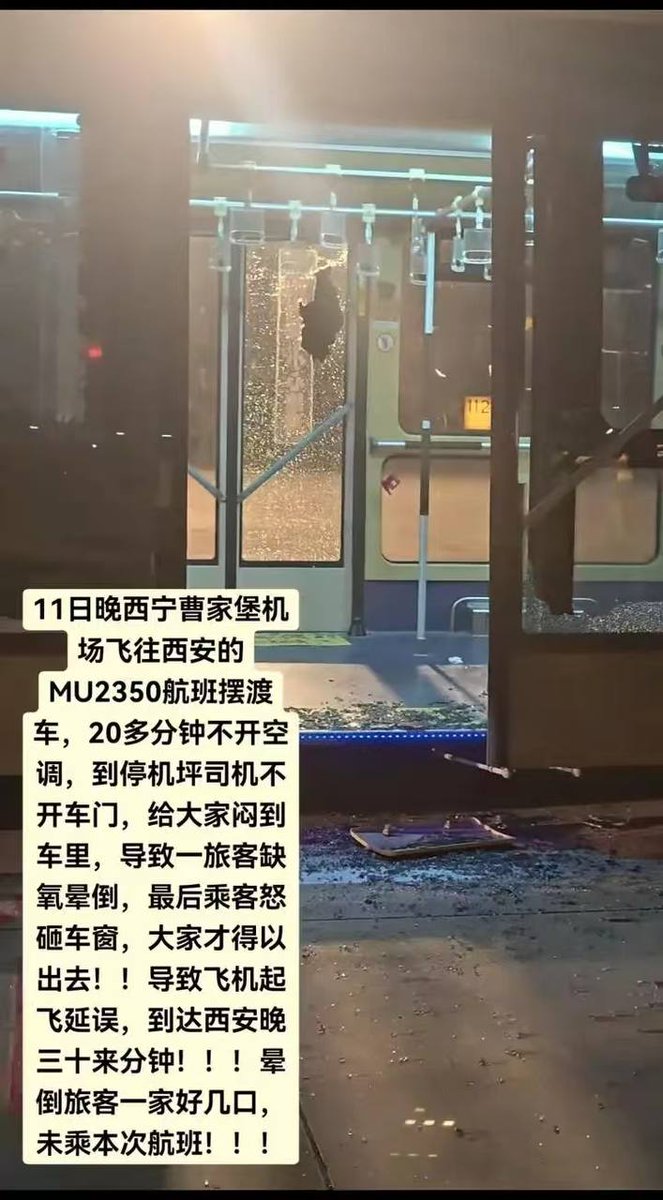 112
11日晚西宁曹家堡机
场飞往西安的
MU2350航班摆渡
车，20多分钟不开空
调，到停机坪司机不
开车门，给大家闷到
车里，导致一旅客缺
氧晕倒，最后乘客怒
砸车窗，大家才得以
出去！！导致飞机起
飞延误，到达西安晚
三十来分钟！！！晕
倒旅客一家好几口，
未乘本次航班！！！